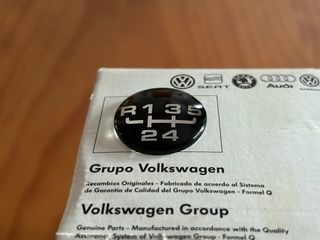 SEAT
Audi
R 1 3 5
2 4
Grupo Volkswagen
Recambios Originales - Fabricado de acuerdo al Sistema
de Garantía de Calidad del Grupo Volkswagen - Formel Q
Volkswagen Group
Genuine Parts - Manufactured in accordance with the Quality
Assurance System of Volkswagen Group - Formel Q